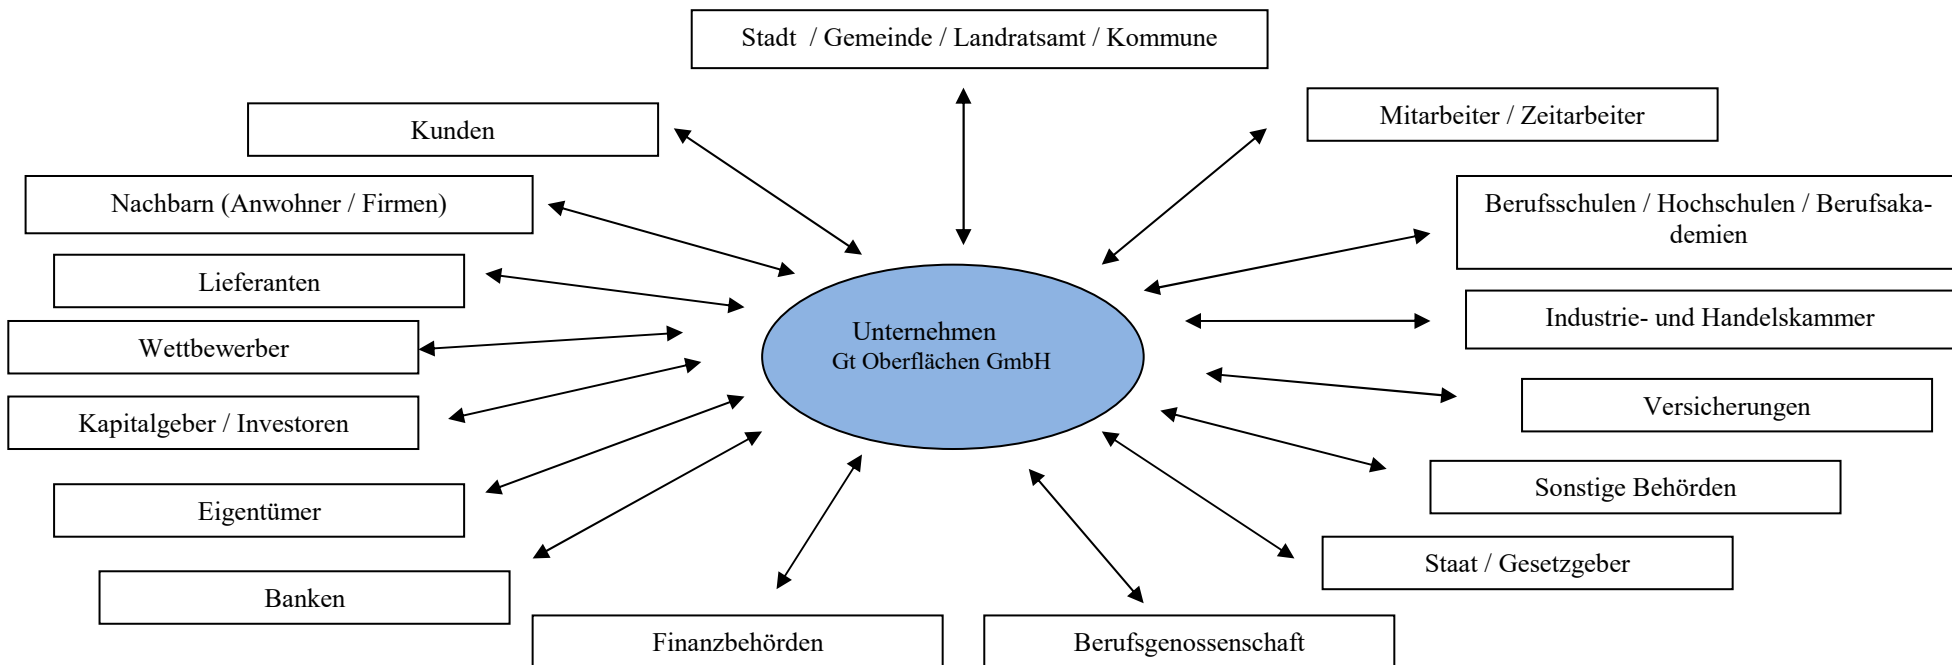 Stadt / Gemeinde / Landratsamt / Kommune
Mitarbeiter / Zeitarbeiter
Kunden
Nachbarn (Anwohner / Firmen)
Berufsschulen / Hochschulen / Berufsaka-
demien
Lieferanten
Industrie- und Handelskammer
Unternehmen
Gt Oberflächen GmbH
Wettbewerber
Versicherungen
Kapitalgeber / Investoren
Sonstige Behörden
Eigentümer
Staat / Gesetzgeber
Banken
Finanzbehörden
Berufsgenossenschaft